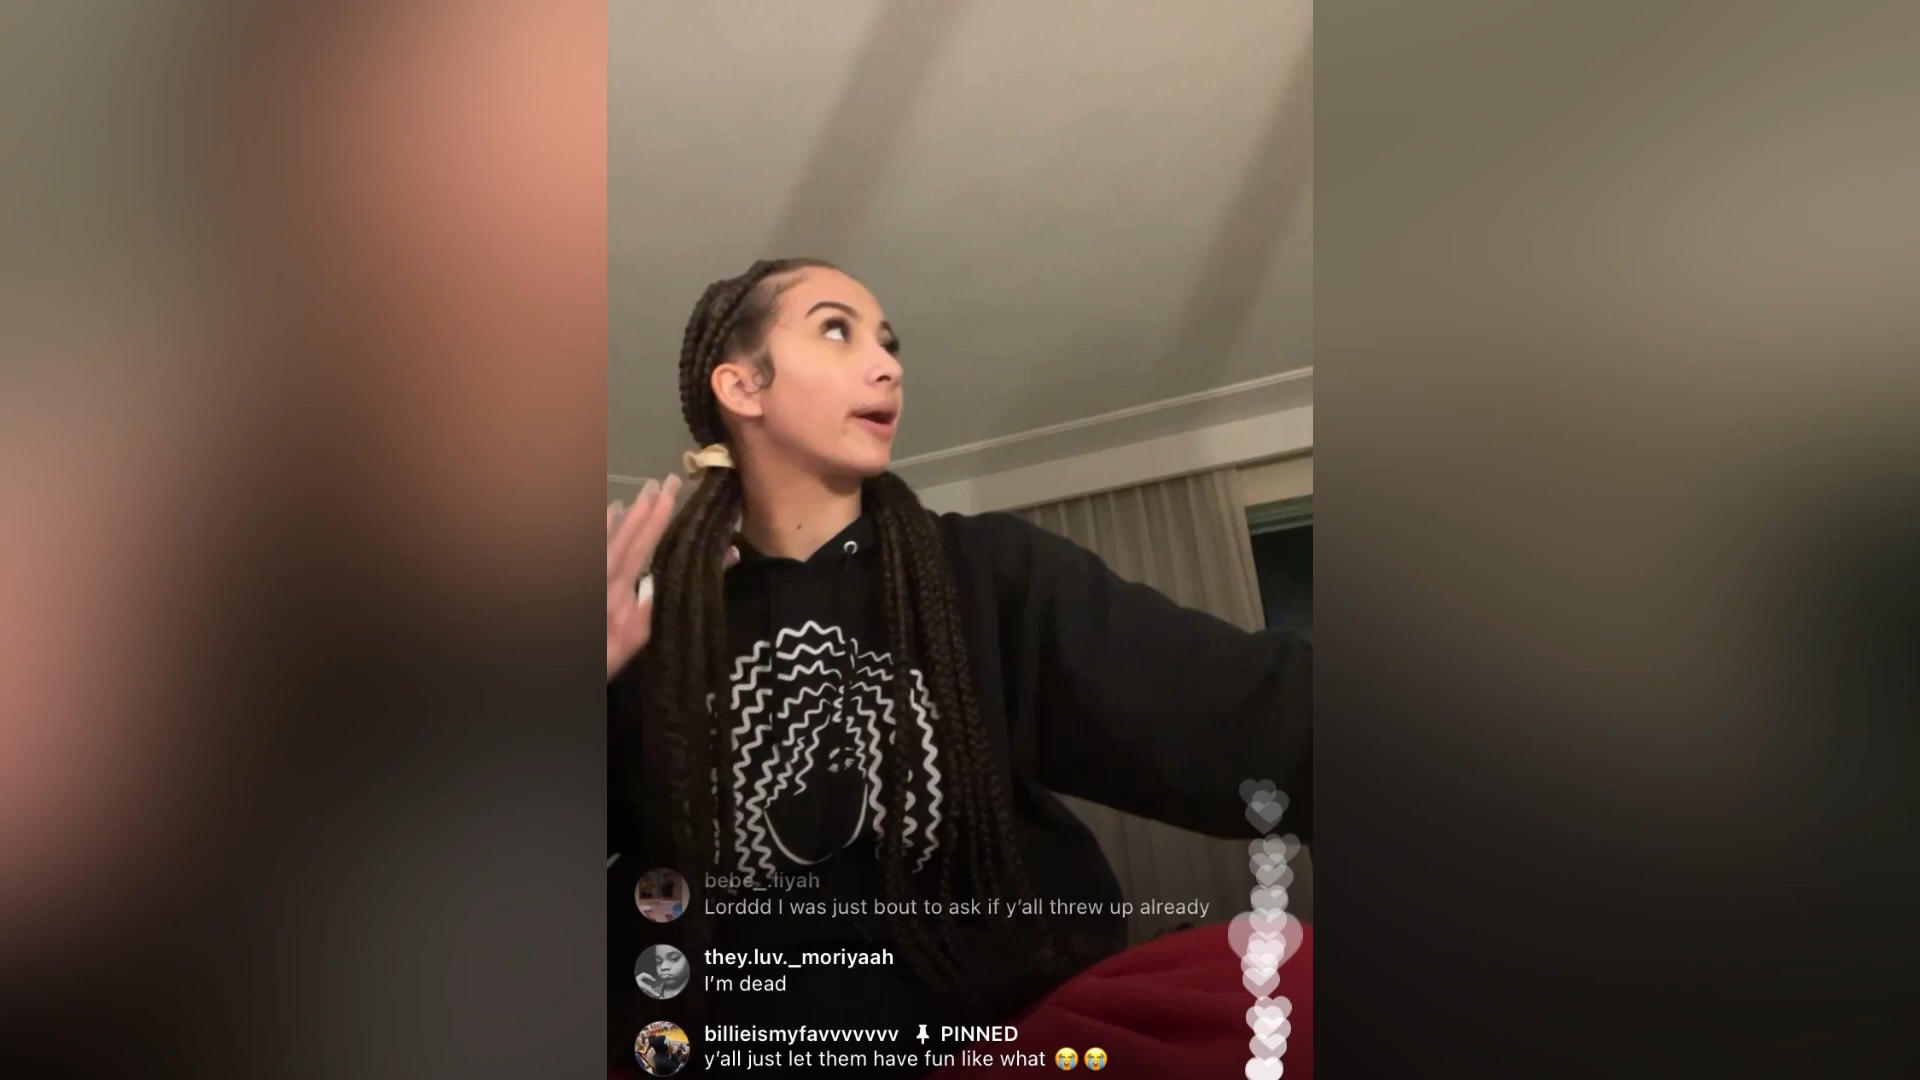 bebe_.liyah
Lorddd I was just bout to ask if y’all threw up already
they.luv._moriyaah
I’m dead
billieismyfavvvvvvv PINNED
y’all just let them have fun like what 😭😭